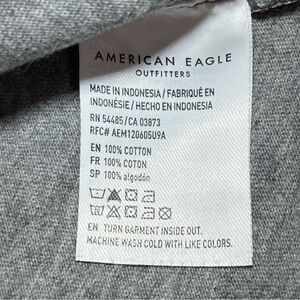 AMERICAN EAGLE
OUTFITTERS
MADE IN INDONESIA / FABRIQUÉ EN
INDONÉSIE / HECHO EN INDONESIA
RN 54485/CA 03873
RFC# AEM120605U9A
EN 100% COTTON
FR 100% COTON
SP 100% algodón
EN TURN GARMENT INSIDE OUT.
MACHINE WASH COLD WITH LIKE COLORS.